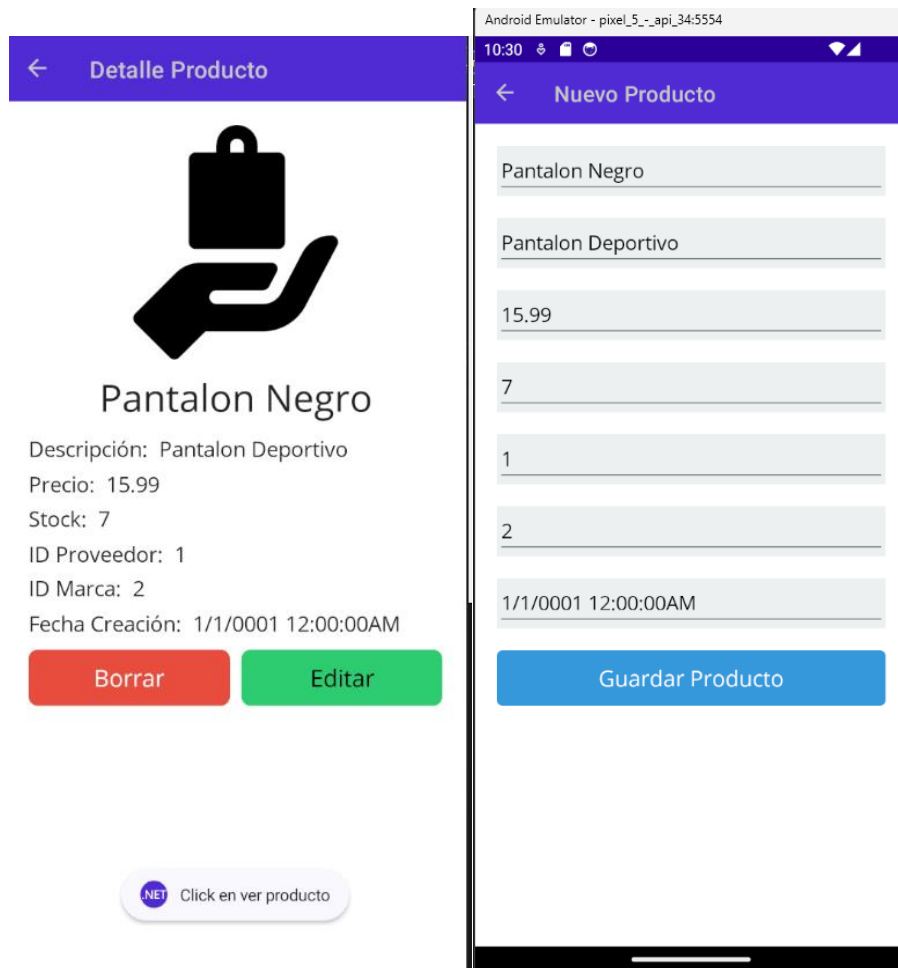 Detalle Producto
Pantalon Negro
Descripción: Pantalon Deportivo
Precio: 15.99
Stock: 7
ID Proveedor: 1
ID Marca: 2
Fecha Creación: 1/1/0001 12:00:00AM
Borrar
Editar
.NET Click en ver producto
Android Emulator - pixel_5_-_api_34:5554
10:30
Nuevo Producto
Pantalon Negro
Pantalon Deportivo
15.99
7
1
2
1/1/0001 12:00:00AM
Guardar Producto